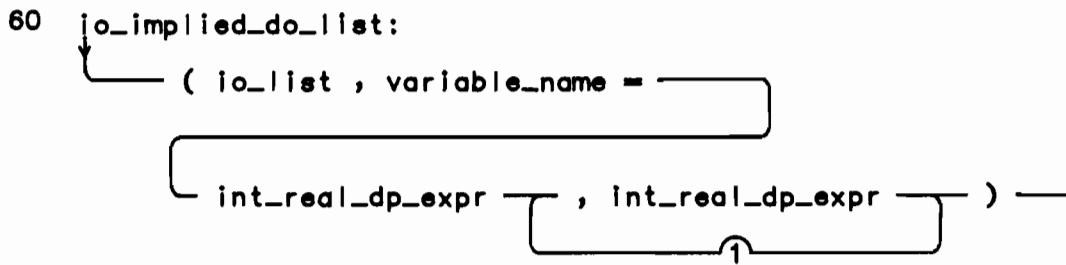 60 io_implied_do_list:
( io_list , variable_name =
int_real_dp_expr , int_real_dp_expr )
1